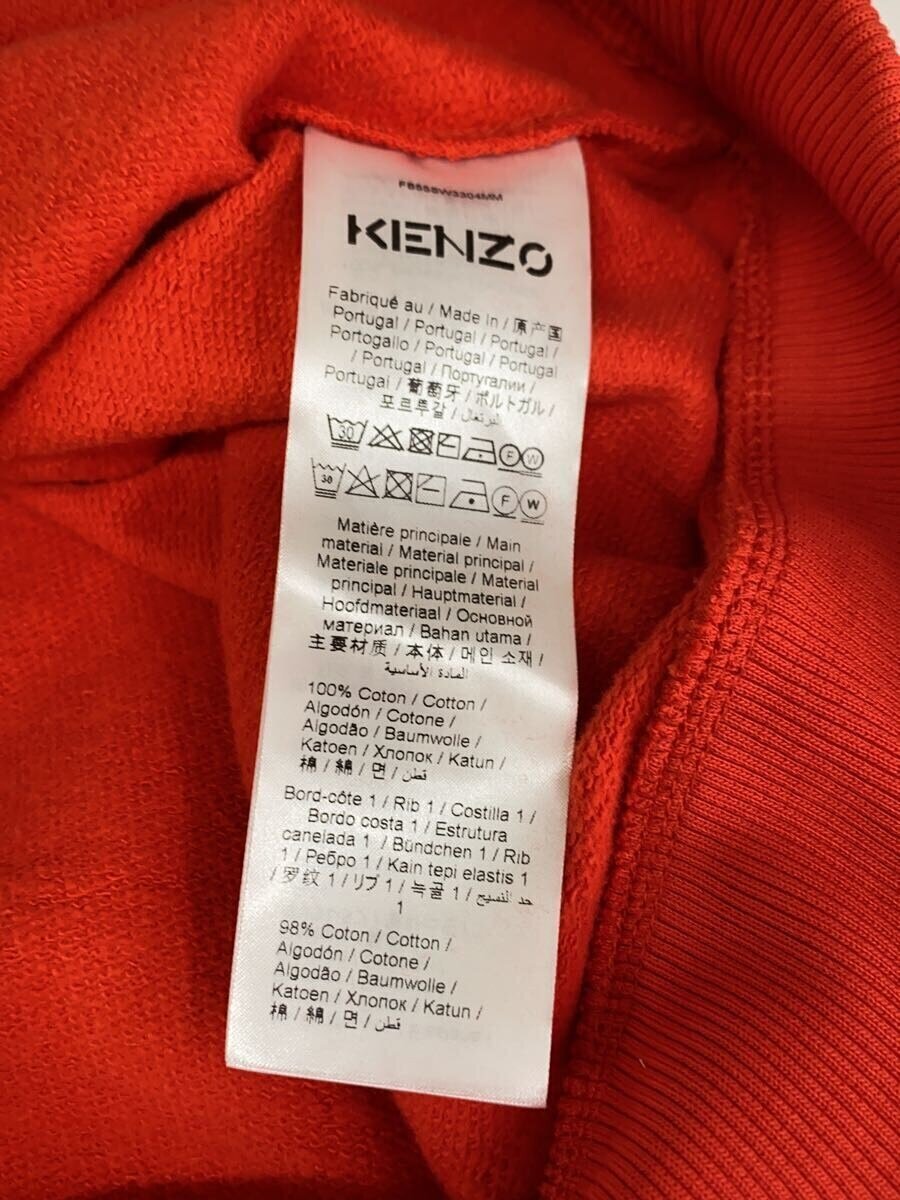 FB55SW3304MM
KENZO
Fabriqué au / Made in / 原产国
Portugal / Portugal / Portugal /
Portogallo / Portugal / Portugal
/ Portugal / Португалии /
Portugal / 葡萄牙 / ポルトガル /
포르투갈 / البرتغال
30 F W
30 F W
Matière principale / Main
material / Material principal /
Materiale principale / Material
principal / Hauptmaterial /
Hoofdmateriaal / Основной
материал / Bahan utama /
主要材质 / 本体 / 메인 소재 /
المادة الأساسية
100% Coton / Cotton /
Algodón / Cotone /
Algodão / Baumwolle /
Katoen / Хлопок / Katun /
棉 / 綿 / 면 / قطن
Bord-côte 1 / Rib 1 / Costilla 1 /
Bordo costa 1 / Estrutura
canelada 1 / Bündchen 1 / Rib
1 / Ребро 1 / Kain tepi elastis 1
/ 罗纹 1 / リブ 1 / 늑골 1 / حد النسيج
1
98% Coton / Cotton /
Algodón / Cotone /
Algodão / Baumwolle /
Katoen / Хлопок / Katun /
棉 / 綿 / 면 / قطن